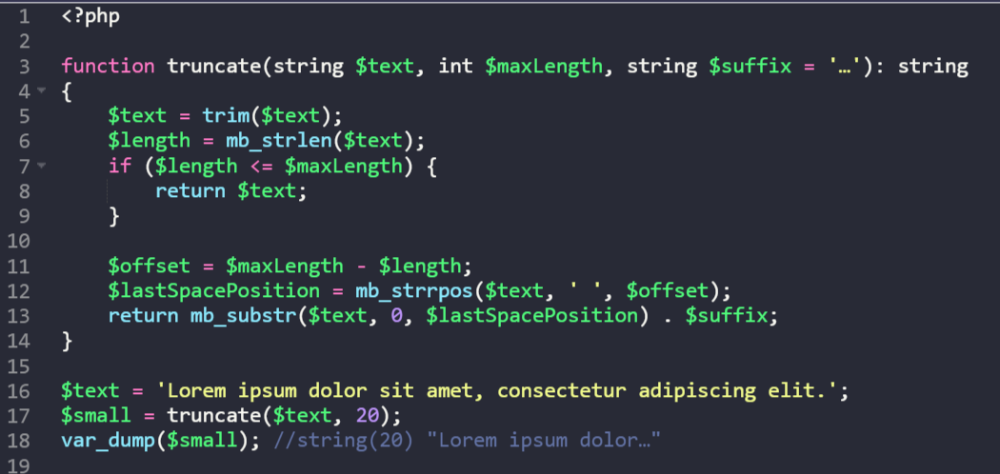 1 <?php
2
3 function truncate(string $text, int $maxLength, string $suffix = '…'): string
4 {
5     $text = trim($text);
6     $length = mb_strlen($text);
7     if ($length <= $maxLength) {
8         return $text;
9     }
10
11     $offset = $maxLength - $length;
12     $lastSpacePosition = mb_strrpos($text, ' ', $offset);
13     return mb_substr($text, 0, $lastSpacePosition) . $suffix;
14 }
15
16 $text = 'Lorem ipsum dolor sit amet, consectetur adipiscing elit.';
17 $small = truncate($text, 20);
18 var_dump($small); //string(20) "Lorem ipsum dolor…"
19